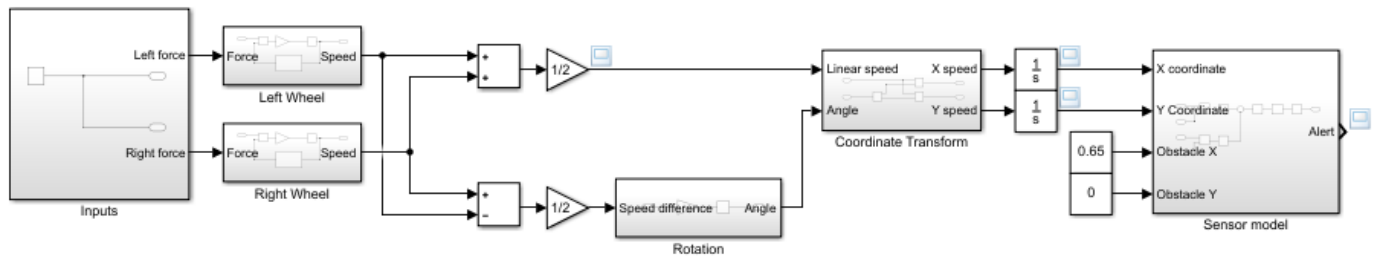 Left force
Right force
Inputs
Force Speed
Left Wheel
Force Speed
Right Wheel
+
+
1/2
+
−
1/2
Speed difference Angle
Rotation
Linear speed X speed
Angle Y speed
Coordinate Transform
1
s
1
s
0.65
0
X coordinate
Y Coordinate
Obstacle X
Obstacle Y
Alert
Sensor model